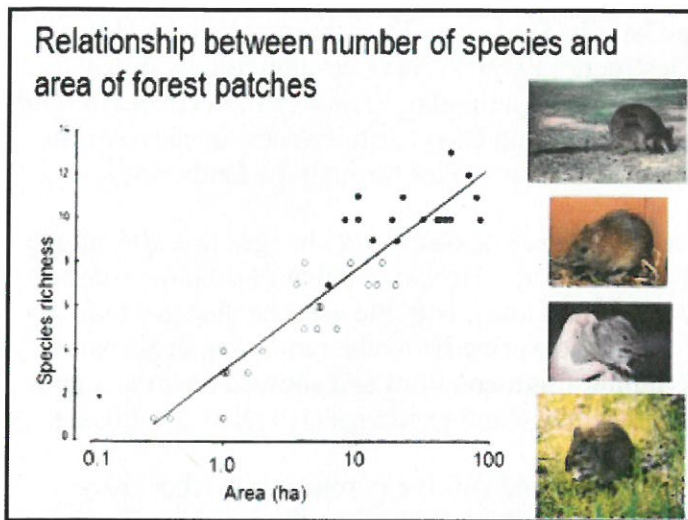 Relationship between number of species and
area of forest patches
14
12
10
8
6
4
2
0
Species richness
0.1 1.0 10 100
Area (ha)